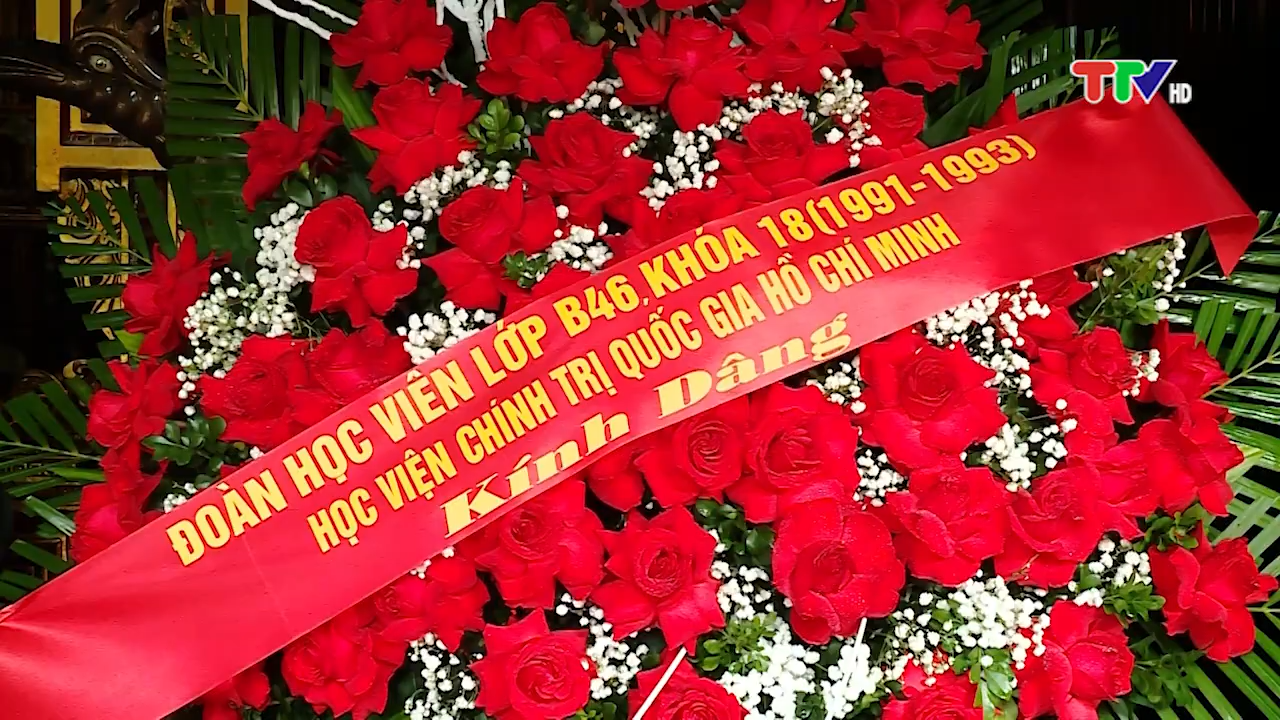 TTV HD
ĐOÀN HỌC VIÊN LỚP B46, KHÓA 18(1991-1993)
HỌC VIỆN CHÍNH TRỊ QUỐC GIA HỒ CHÍ MINH
Kính Dâng